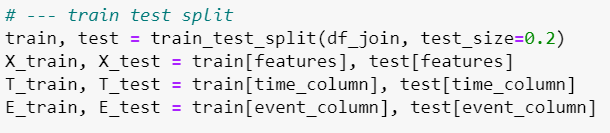 # --- train test split
train, test = train_test_split(df_join, test_size=0.2)
X_train, X_test = train[features], test[features]
T_train, T_test = train[time_column], test[time_column]
E_train, E_test = train[event_column], test[event_column]